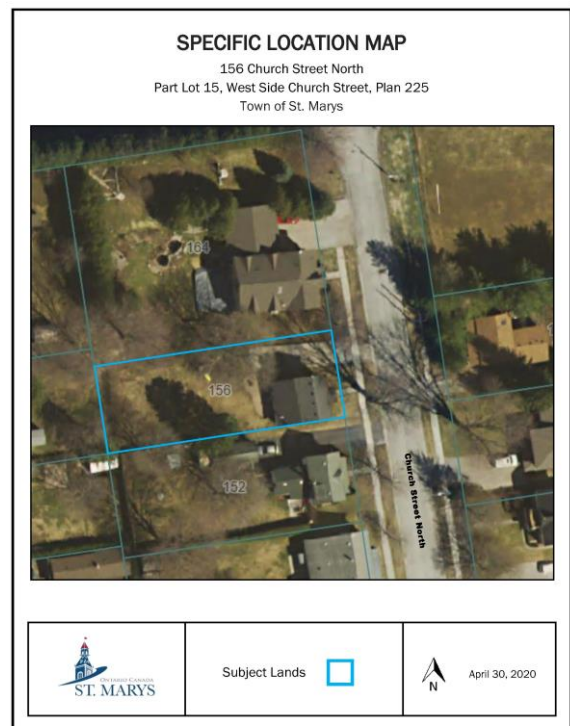 SPECIFIC LOCATION MAP
156 Church Street North
Part Lot 15, West Side Church Street, Plan 225
Town of St. Marys
164
156
152
Church Street North
ONTARIO CANADA
ST. MARYS
Subject Lands
N
April 30, 2020